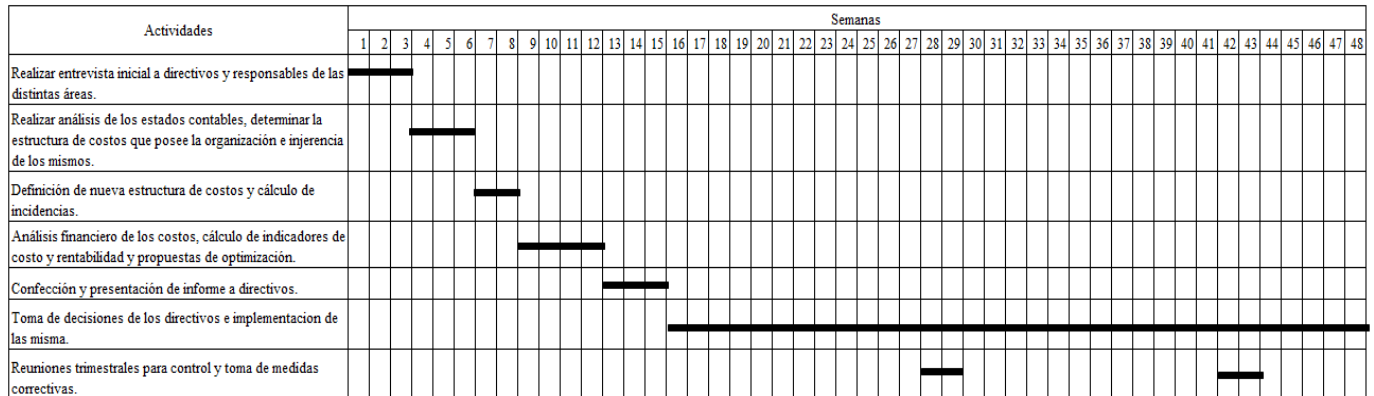 Actividades
Semanas
1 2 3 4 5 6 7 8 9 10 11 12 13 14 15 16 17 18 19 20 21 22 23 24 25 26 27 28 29 30 31 32 33 34 35 36 37 38 39 40 41 42 43 44 45 46 47 48
Realizar entrevista inicial a directivos y responsables de las
distintas áreas.
Realizar análisis de los estados contables, determinar la
estructura de costos que posee la organización e injerencia
de los mismos.
Definición de nueva estructura de costos y cálculo de
incidencias.
Análisis financiero de los costos, cálculo de indicadores de
costo y rentabilidad y propuestas de optimización.
Confección y presentación de informe a directivos.
Toma de decisiones de los directivos e implementacion de
las misma.
Reuniones trimestrales para control y toma de medidas
correctivas.